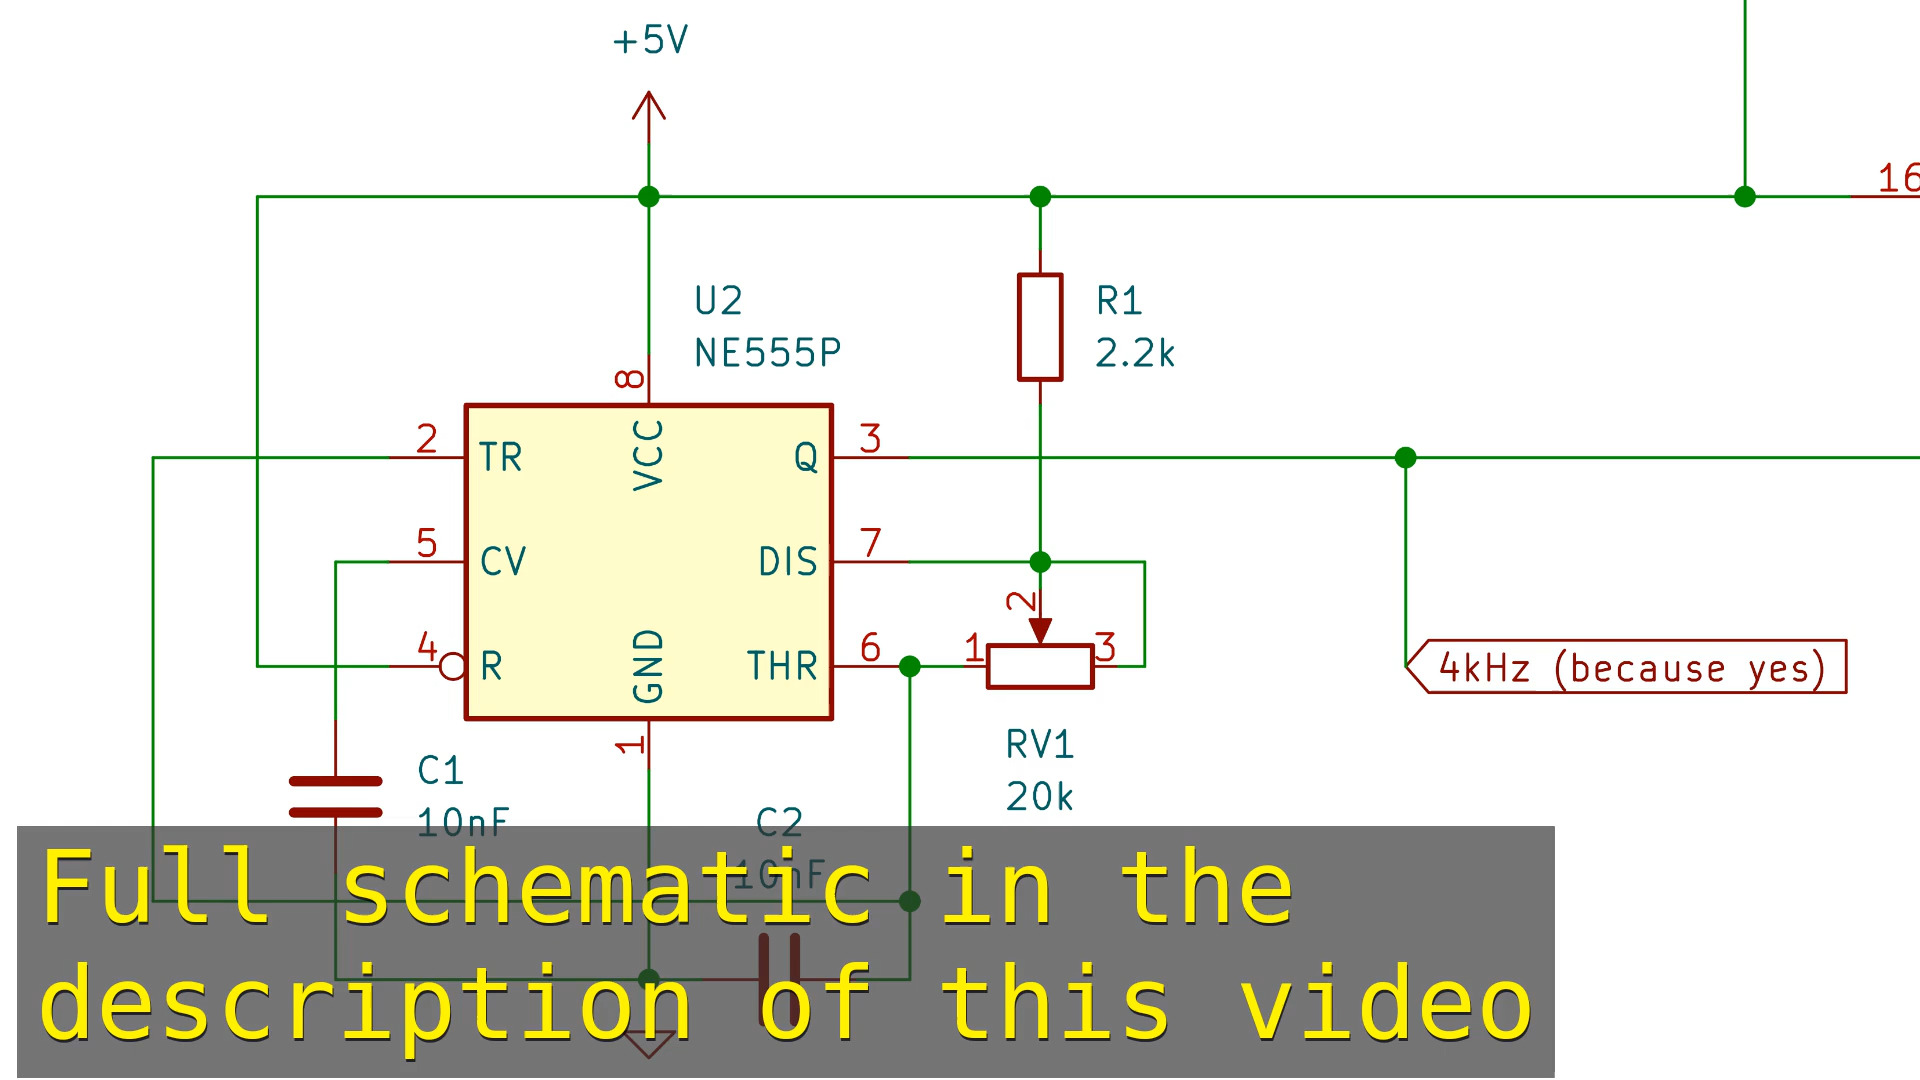 +5V
16
U2
NE555P
R1
2.2k
8
2
TR
VCC
Q
3
5
CV
DIS
7
2
4
R
GND
THR
6
1
3
4kHz (because yes)
1
RV1
20k
C1
10nF
C2
10nF
Full schematic in the
description of this video